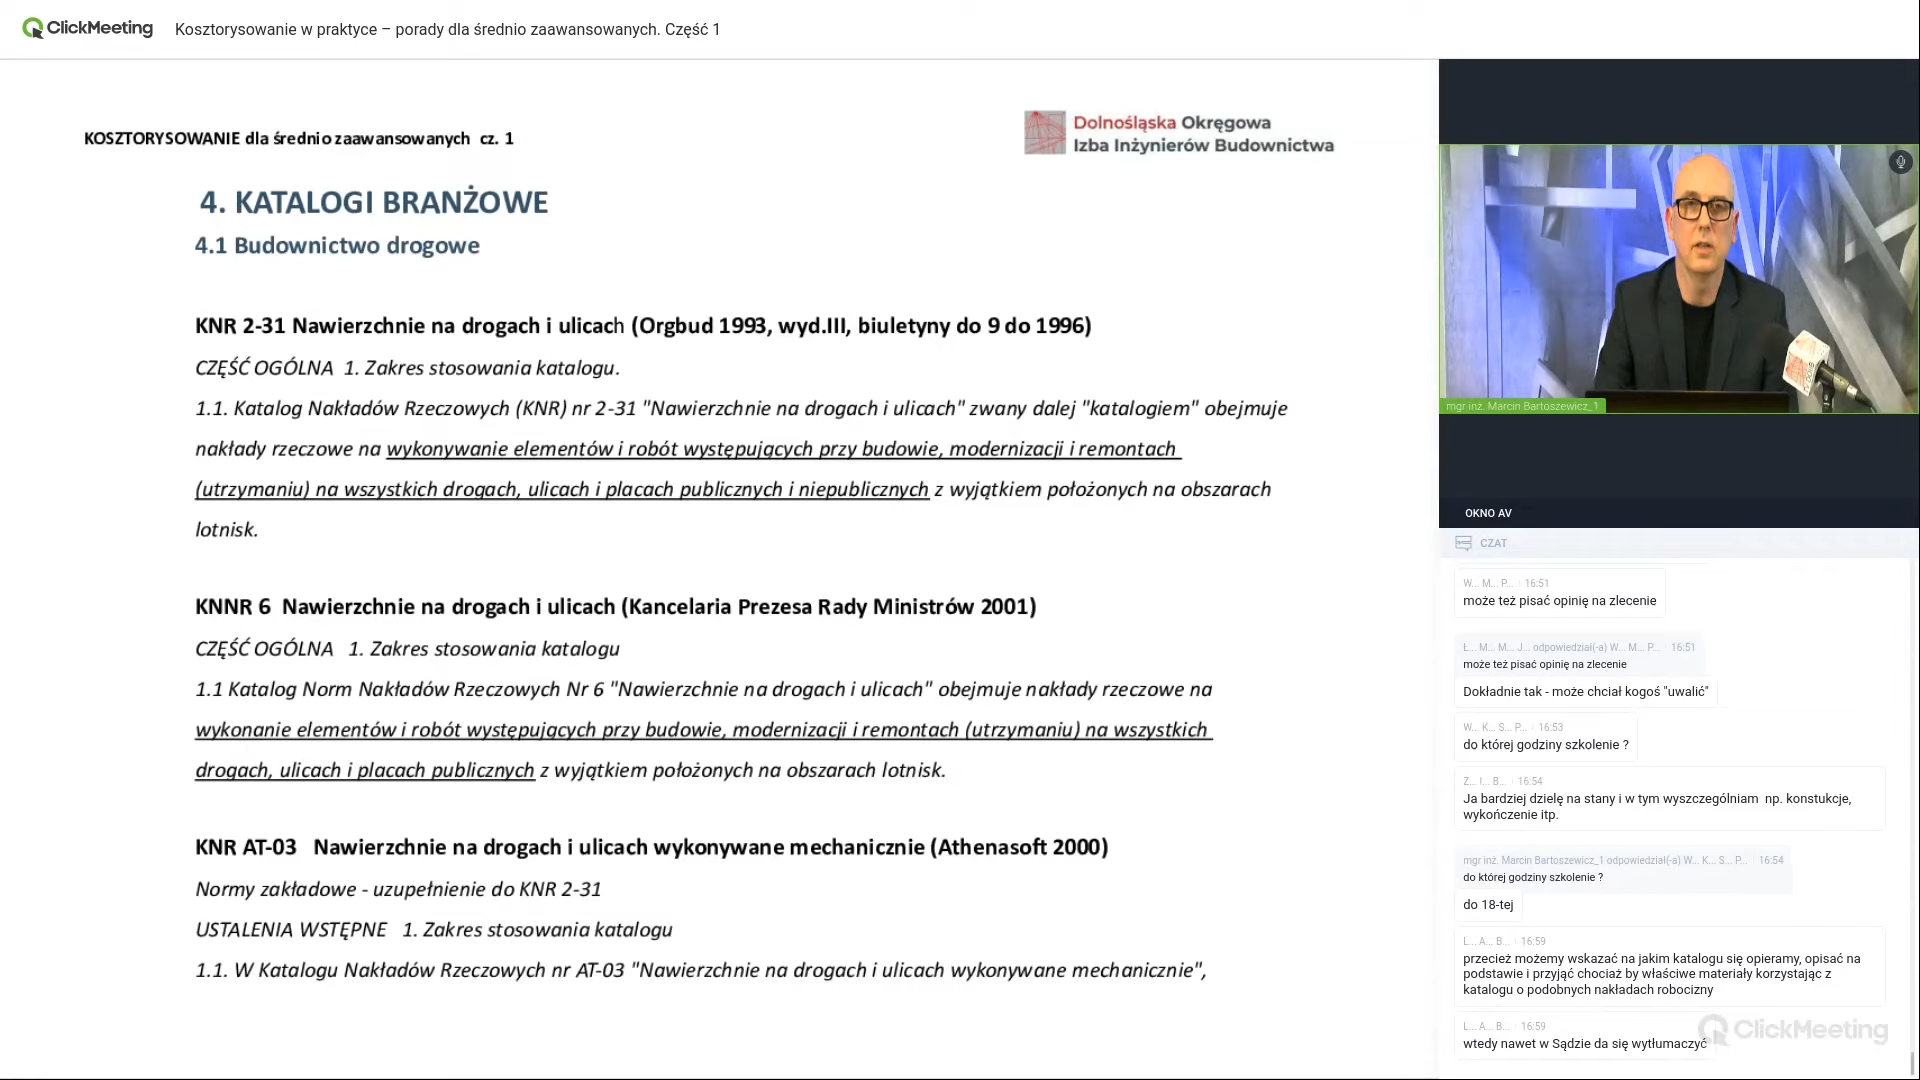 ClickMeeting
Kosztorysowanie w praktyce – porady dla średnio zaawansowanych. Część 1
KOSZTORYSOWANIE dla średnio zaawansowanych cz. 1
Dolnośląska Okręgowa
Izba Inżynierów Budownictwa
4. KATALOGI BRANŻOWE
4.1 Budownictwo drogowe
KNR 2-31 Nawierzchnie na drogach i ulicach (Orgbud 1993, wyd.III, biuletyny do 9 do 1996)
CZĘŚĆ OGÓLNA 1. Zakres stosowania katalogu.
1.1. Katalog Nakładów Rzeczowych (KNR) nr 2-31 "Nawierzchnie na drogach i ulicach" zwany dalej "katalogiem" obejmuje
nakłady rzeczowe na wykonywanie elementów i robót występujących przy budowie, modernizacji i remontach
(utrzymaniu) na wszystkich drogach, ulicach i placach publicznych i niepublicznych z wyjątkiem położonych na obszarach
lotnisk.
KNNR 6 Nawierzchnie na drogach i ulicach (Kancelaria Prezesa Rady Ministrów 2001)
CZĘŚĆ OGÓLNA 1. Zakres stosowania katalogu
1.1 Katalog Norm Nakładów Rzeczowych Nr 6 "Nawierzchnie na drogach i ulicach" obejmuje nakłady rzeczowe na
wykonanie elementów i robót występujących przy budowie, modernizacji i remontach (utrzymaniu) na wszystkich
drogach, ulicach i placach publicznych z wyjątkiem położonych na obszarach lotnisk.
KNR AT-03 Nawierzchnie na drogach i ulicach wykonywane mechanicznie (Athenasoft 2000)
Normy zakładowe - uzupełnienie do KNR 2-31
USTALENIA WSTĘPNE 1. Zakres stosowania katalogu
1.1. W Katalogu Nakładów Rzeczowych nr AT-03 "Nawierzchnie na drogach i ulicach wykonywane mechanicznie",
mgr inż. Marcin Bartoszewicz_1
OKNO AV
CZAT
W... M... P... 16:51
może też pisać opinię na zlecenie
Ł... M... M... J... odpowiedział(-a) W... M... P... 16:51
może też pisać opinię na zlecenie
Dokładnie tak - może chciał kogoś "uwalić"
W... K... S... P... 16:53
do której godziny szkolenie ?
Z... I... B... 16:54
Ja bardziej dzielę na stany i w tym wyszczególniam np. konstukcje,
wykończenie itp.
mgr inż. Marcin Bartoszewicz_1 odpowiedział(-a) W... K... S... P... 16:54
do której godziny szkolenie ?
do 18-tej
L... A... B... 16:59
przecież możemy wskazać na jakim katalogu się opieramy, opisać na
podstawie i przyjąć chociaż by właściwe materiały korzystając z
katalogu o podobnych nakładach robocizny
L... A... B... 16:59
wtedy nawet w Sądzie da się wytłumaczyć
ClickMeeting